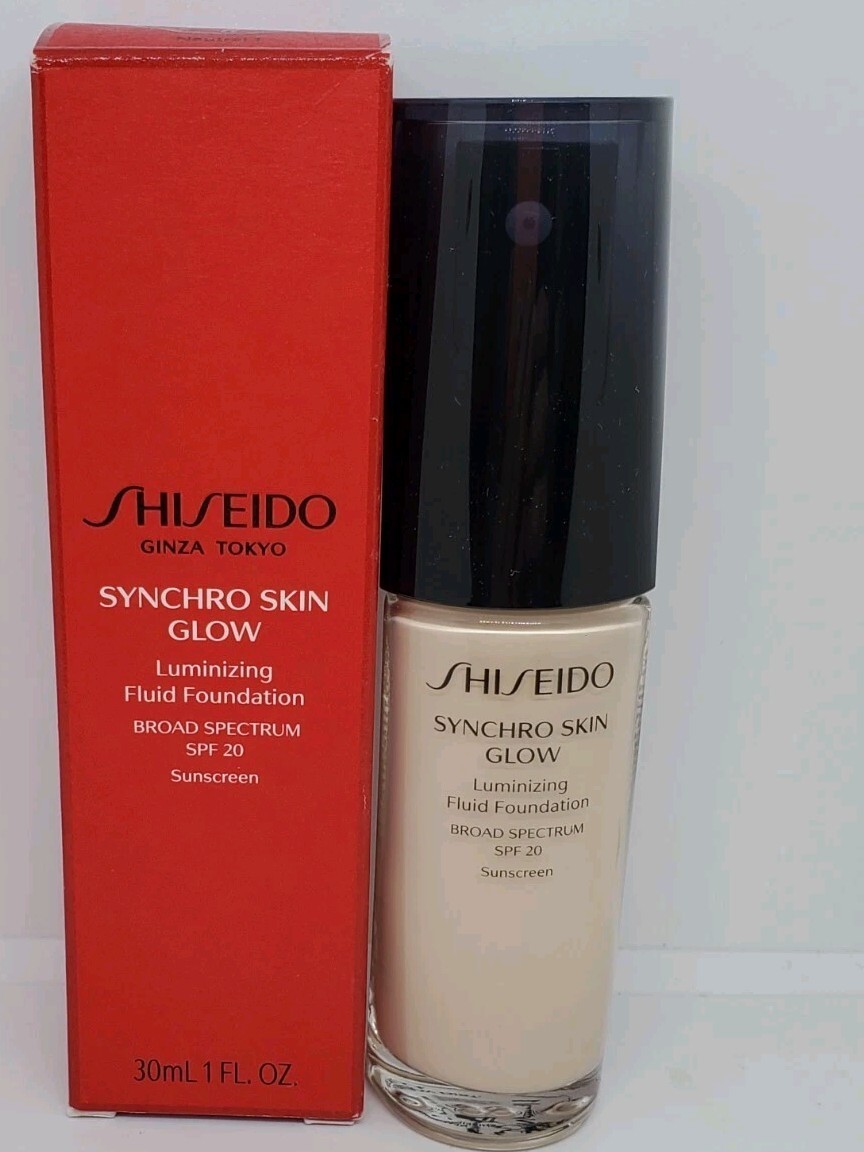 SHISEIDO
GINZA TOKYO
SYNCHRO SKIN
GLOW
Luminizing
Fluid Foundation
BROAD SPECTRUM
SPF 20
Sunscreen
30mL 1 FL. OZ.
SHISEIDO
SYNCHRO SKIN
GLOW
Luminizing
Fluid Foundation
BROAD SPECTRUM
SPF 20
Sunscreen